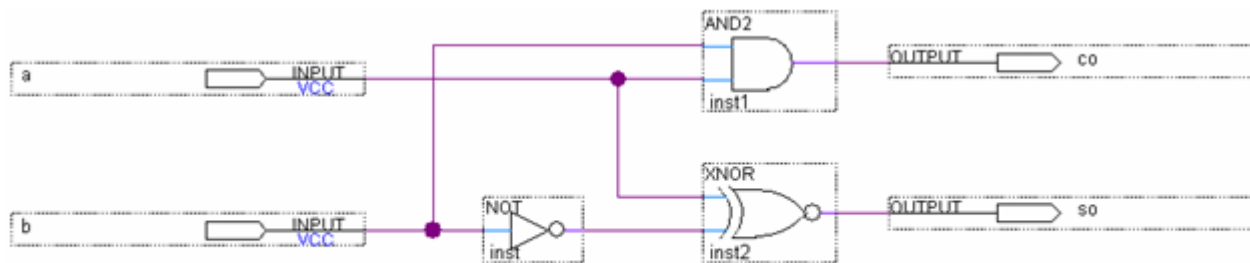 AND2
OUTPUT co
a INPUT
VCC
inst1
XNOR
NOT
OUTPUT so
b INPUT
VCC
inst
inst2